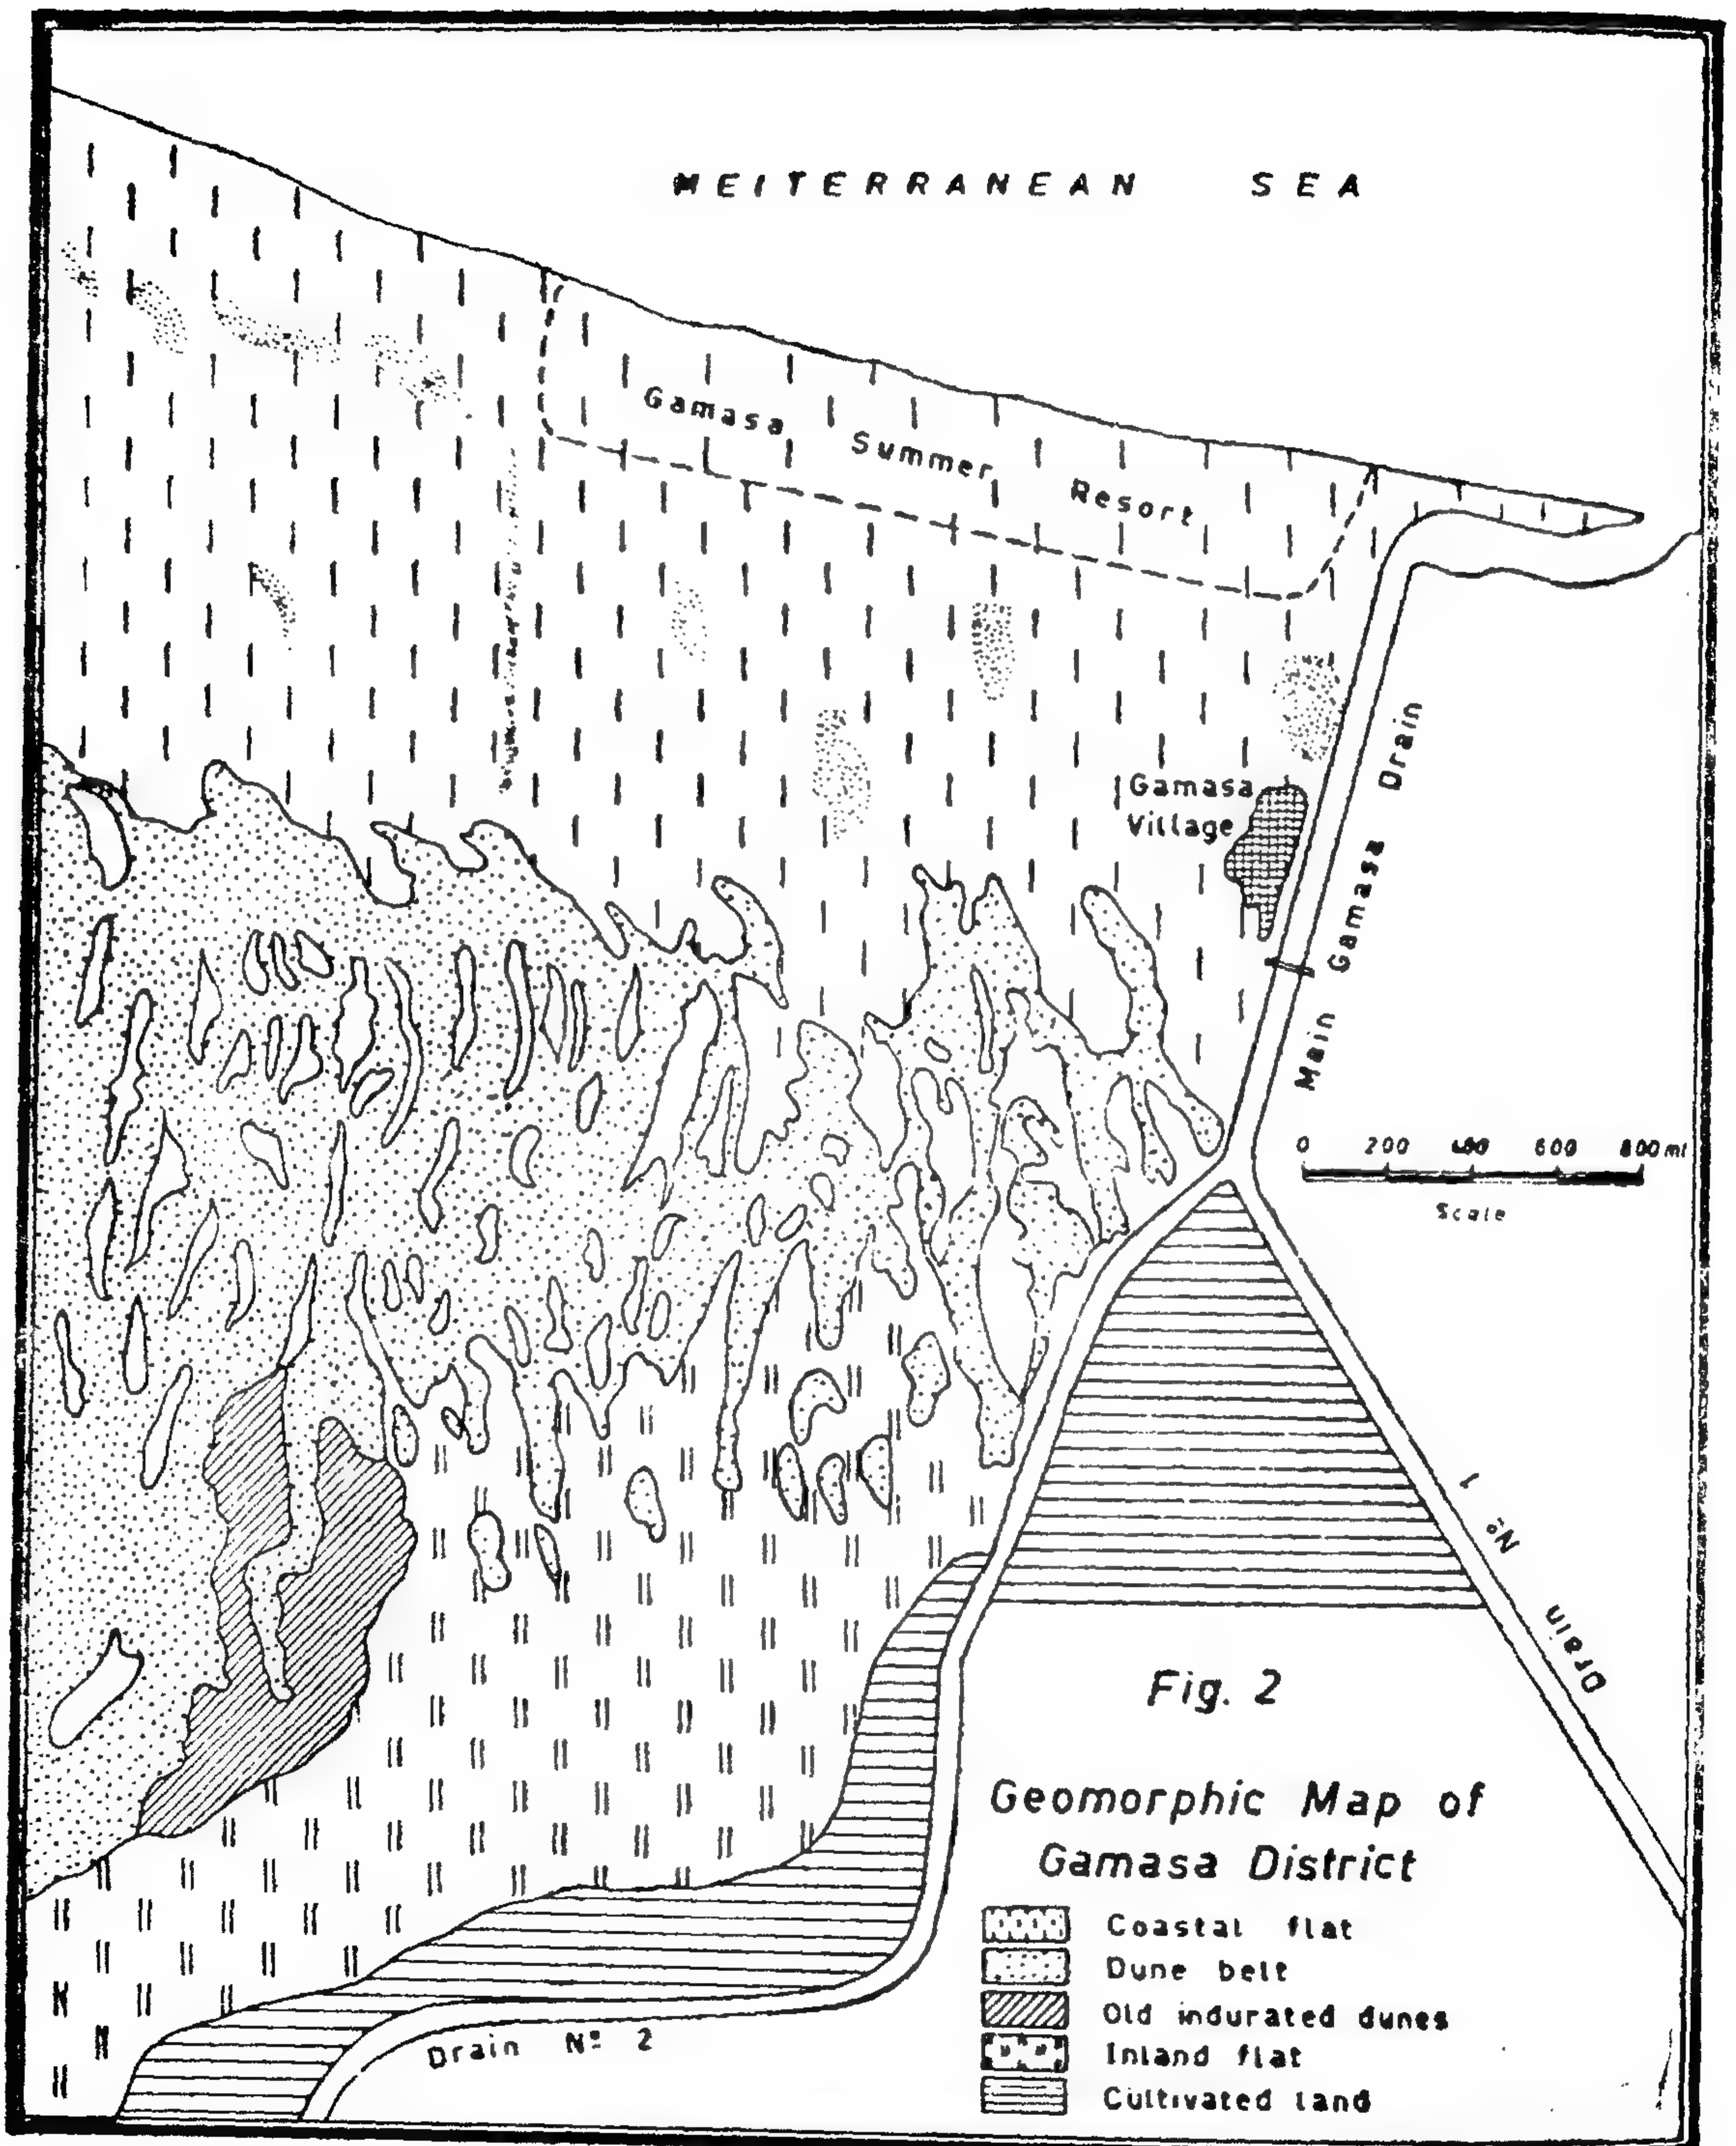 MEITERRANEAN SEA
Gamasa Summer Resort
Gamasa
Village
Main Gamasa Drain
0 200 400 600 800 mt
Scale
Drain Nº 1
Fig. 2
Geomorphic Map of
Gamasa District
Coastal flat
Dune belt
Old indurated dunes
Inland flat
Cultivated land
Drain Nº 2